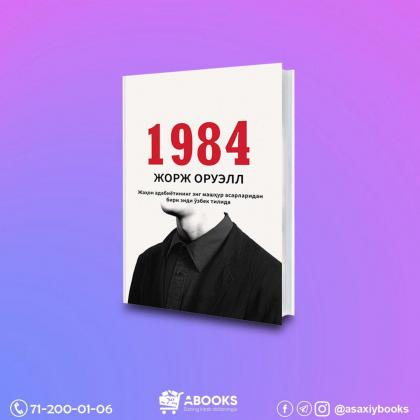 1984
ЖОРЖ ОРУЭЛЛ
Жаҳон адабиётининг энг машҳур асарларидан
бири энди ўзбек тилида
71-200-01-06
ABOOKS
@asaxiybooks